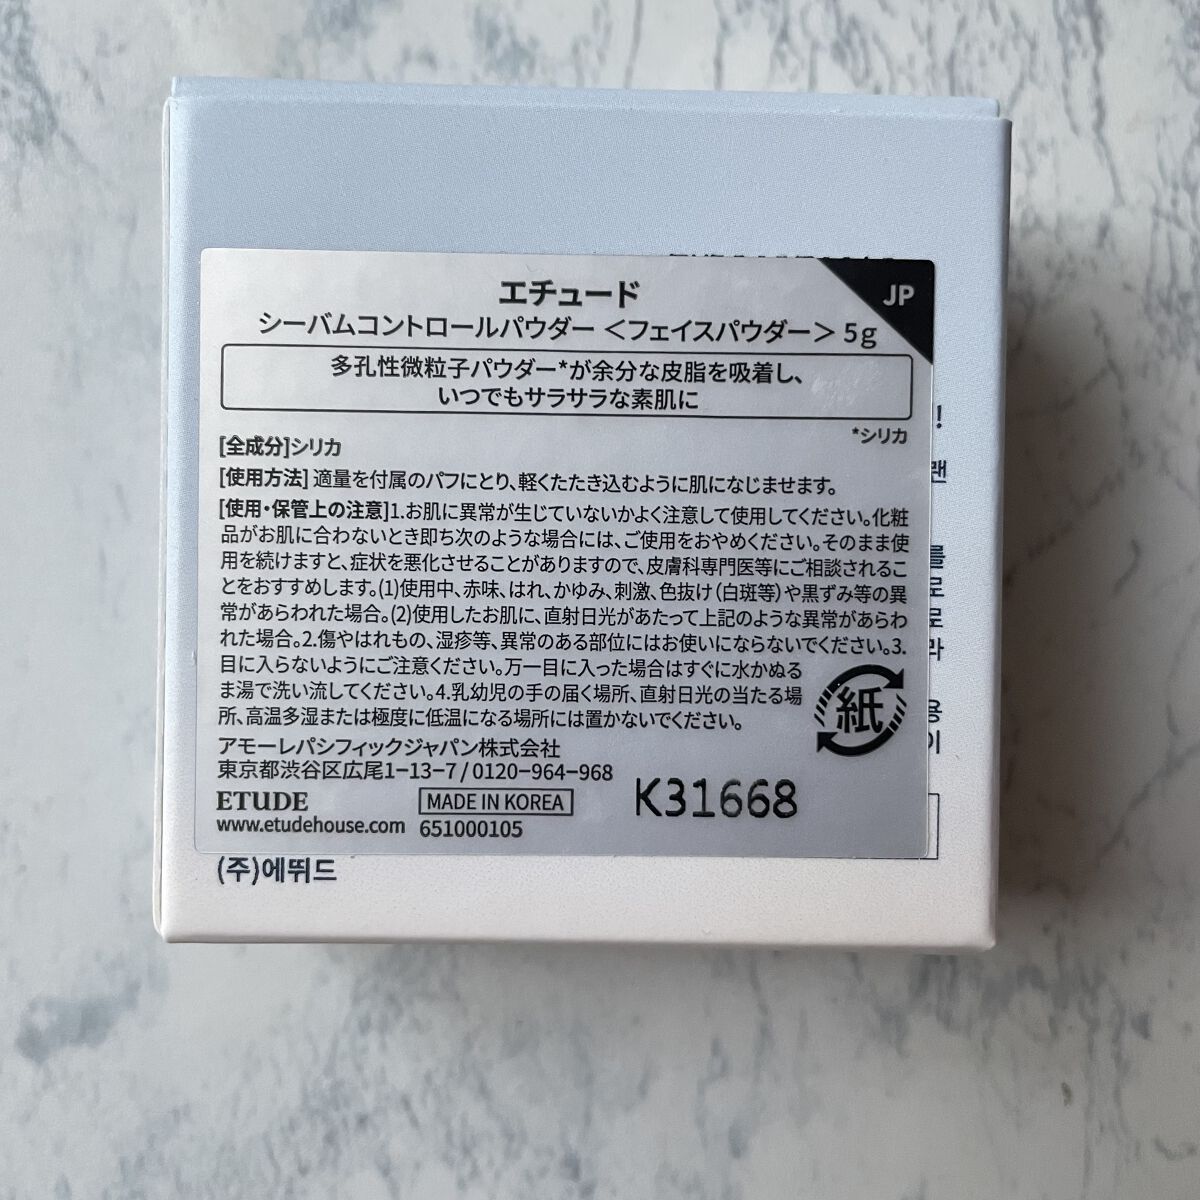 エチュード
JP
シーバムコントロールパウダー <フェイスパウダー> 5g
多孔性微粒子パウダー*が余分な皮脂を吸着し、
いつでもサラサラな素肌に
*シリカ
[全成分]シリカ
[使用方法] 適量を付属のパフにとり、軽くたたき込むように肌になじませます。
[使用・保管上の注意]1.お肌に異常が生じていないかよく注意して使用してください。化粧
品がお肌に合わないとき即ち次のような場合には、ご使用をおやめください。そのまま使
用を続けますと、症状を悪化させることがありますので、皮膚科専門医等にご相談されるこ
とをおすすめします。(1)使用中、赤味、はれ、かゆみ、刺激、色抜け(白斑等)や黒ずみ等の異
常があらわれた場合。(2)使用したお肌に、直射日光があたって上記のような異常があらわ
れた場合。2.傷やはれもの、湿疹等、異常のある部位にはお使いにならないでください。3.
目に入らないようにご注意ください。万一目に入った場合はすぐに水かぬる
ま湯で洗い流してください。4.乳幼児の手の届く場所、直射日光の当たる場
所、高温多湿または極度に低温になる場所には置かないでください。
紙
アモーレパシフィックジャパン株式会社
東京都渋谷区広尾1-13-7/0120-964-968
ETUDE
MADE IN KOREA
K31668
www.etudehouse.com
651000105
(주)에뛰드
!
랜
를
로
로
라
용
이